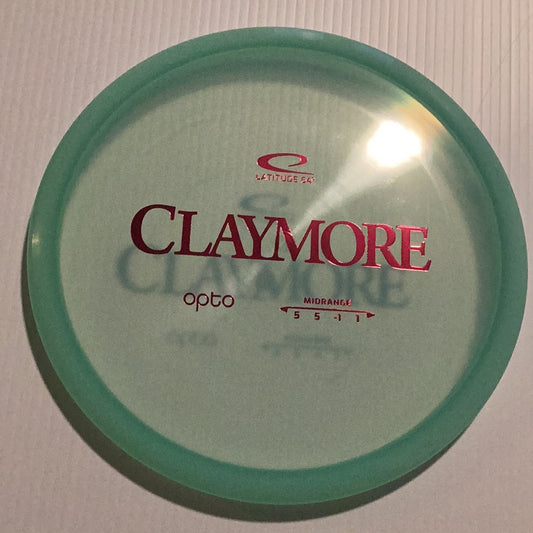 LATITUDE 64°
CLAYMORE
opto
MIDRANGE
5 5 -1 1